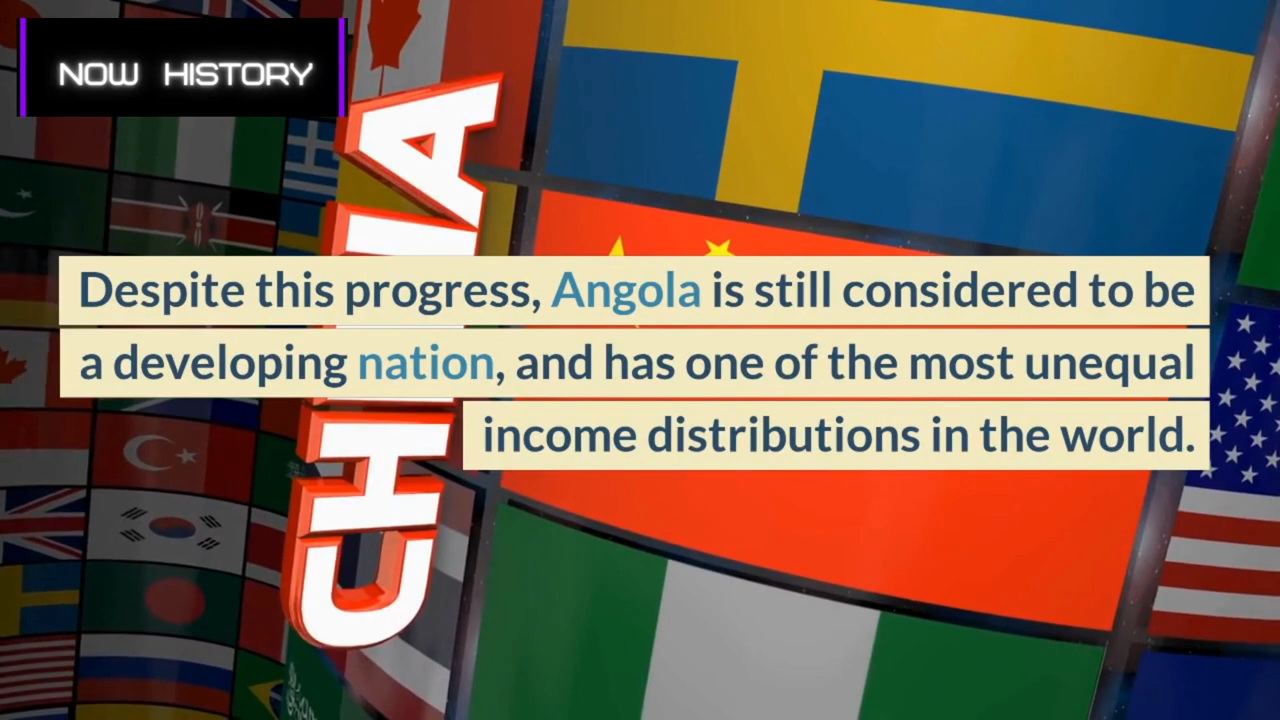 NOW HISTORY
CHINA
Despite this progress, Angola is still considered to be
a developing nation, and has one of the most unequal
income distributions in the world.